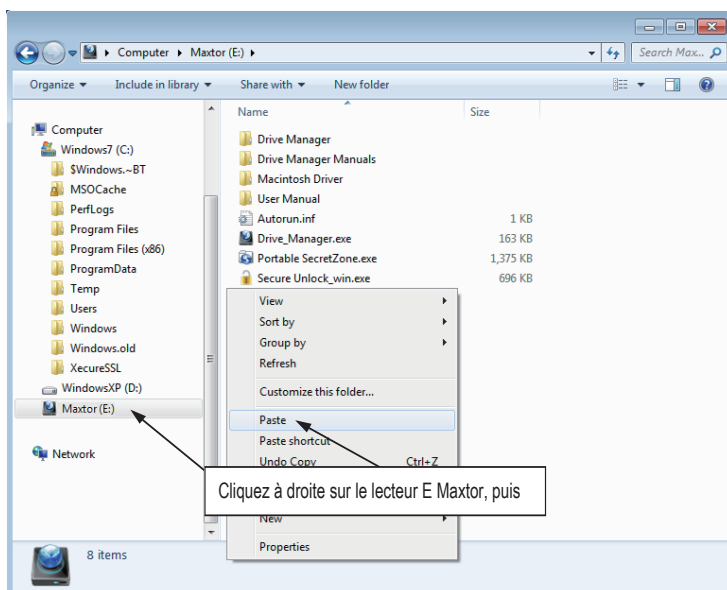 Computer ▸ Maxtor (E:) ▸
Search Max...
Organize ▾ Include in library ▾ Share with ▾ New folder
Name Size
Computer
Windows7 (C:)
$Windows.~BT
MSOCache
PerfLogs
Program Files
Program Files (x86)
ProgramData
Temp
Users
Windows
Windows.old
XecureSSL
WindowsXP (D:)
Maxtor (E:)
Network
Drive Manager
Drive Manager Manuals
Macintosh Driver
User Manual
Autorun.inf 1 KB
Drive_Manager.exe 163 KB
Portable SecretZone.exe 1,375 KB
Secure Unlock_win.exe 696 KB
View
Sort by
Group by
Refresh
Customize this folder...
Paste
Paste shortcut
Undo Copy Ctrl+Z
Cliquez à droite sur le lecteur E Maxtor, puis
New
Properties
8 items